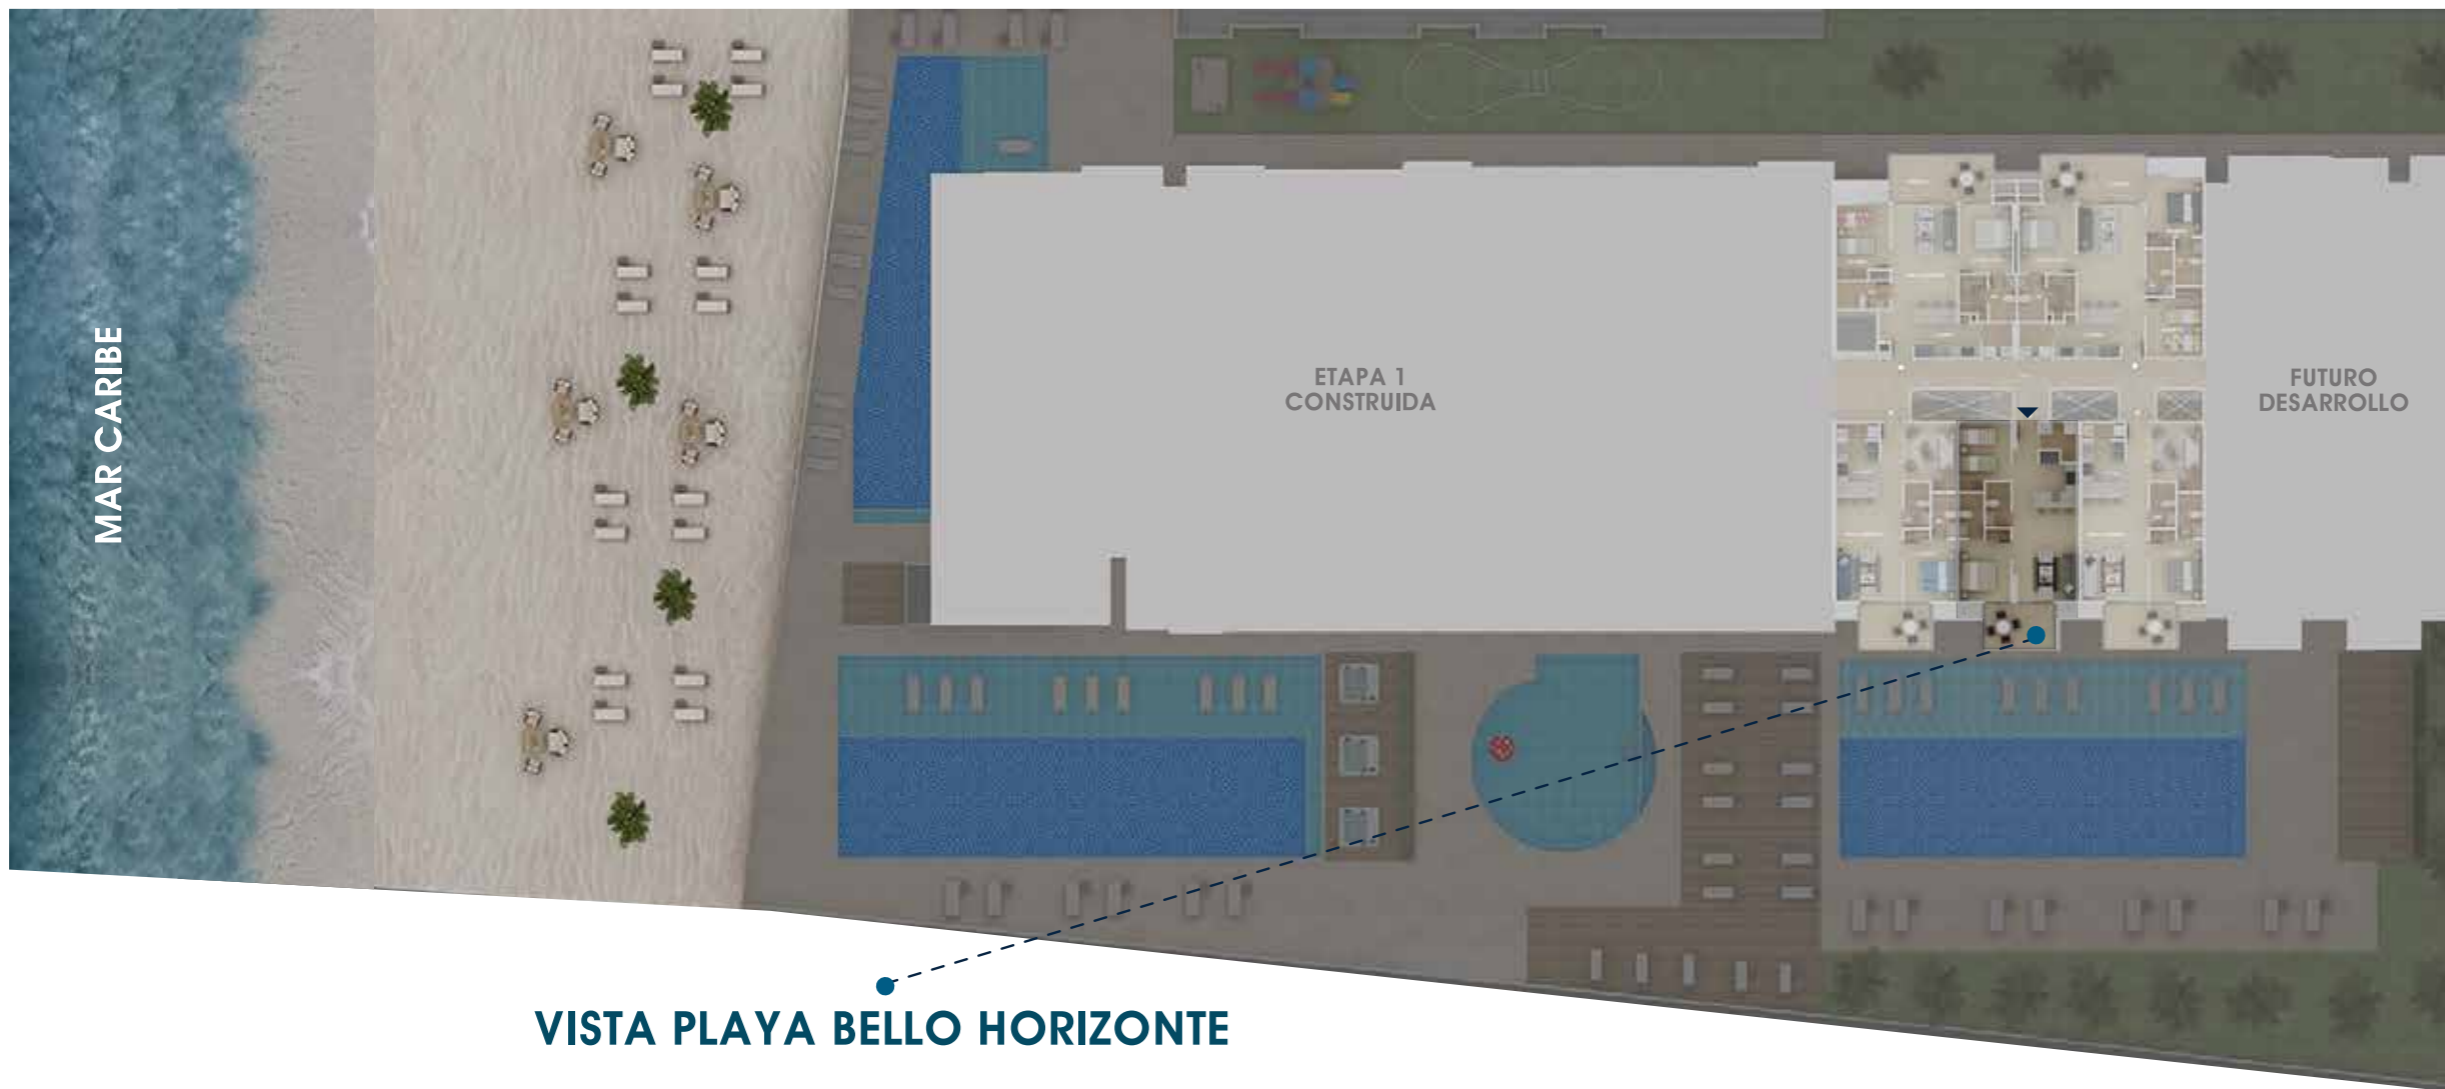 MAR CARIBE
ETAPA 1
CONSTRUIDA
FUTURO
DESARROLLO
VISTA PLAYA BELLO HORIZONTE